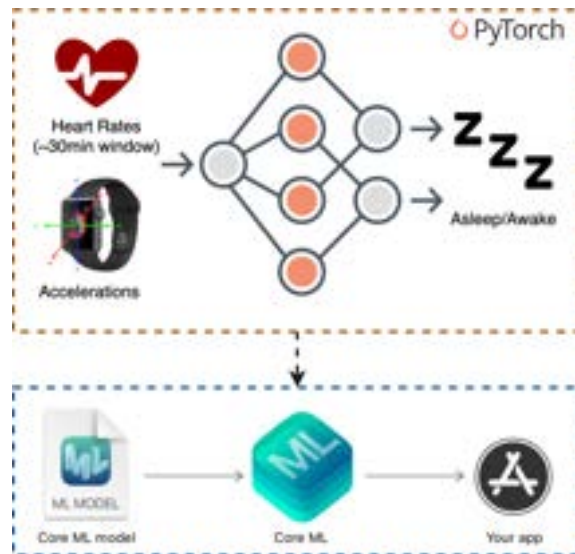 PyTorch
Heart Rates
(~30min window)
z
z
z
Asleep/Awake
Accelerations
ML
ML
ML MODEL
Core ML model
Core ML
Your app